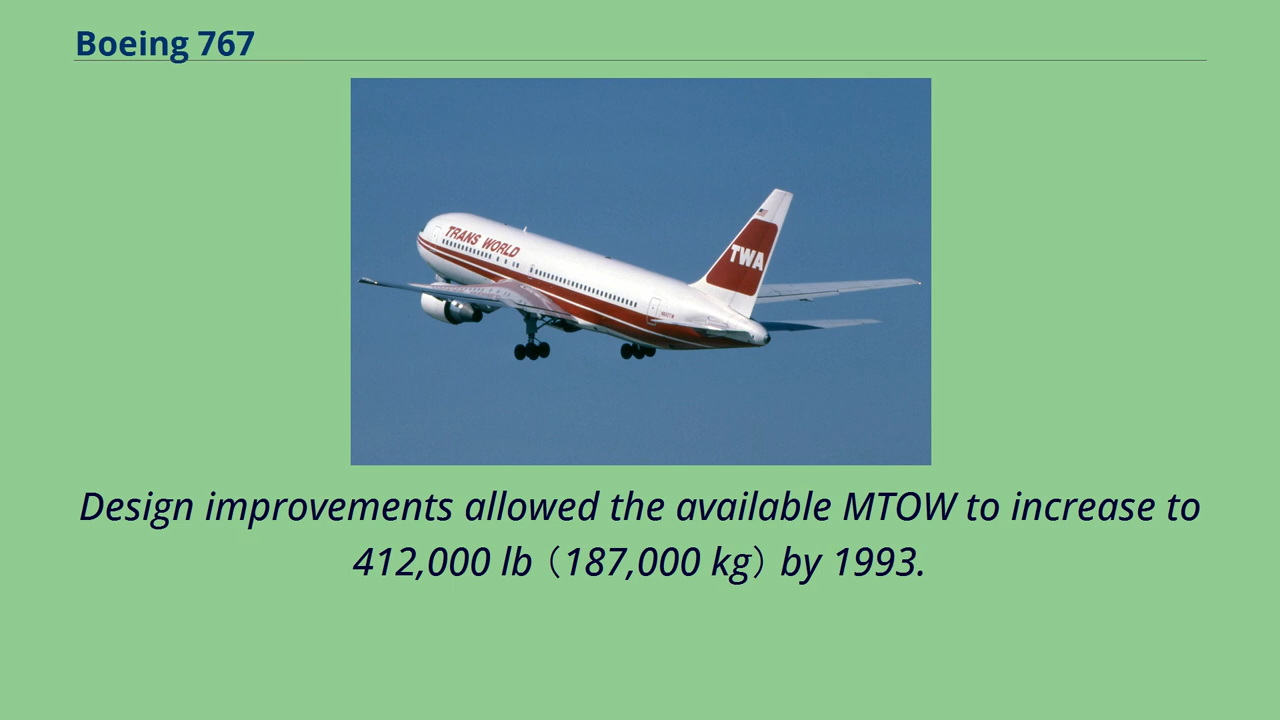 Boeing 767
TRANS WORLD
TWA
Design improvements allowed the available MTOW to increase to
412,000 lb（187,000 kg）by 1993.